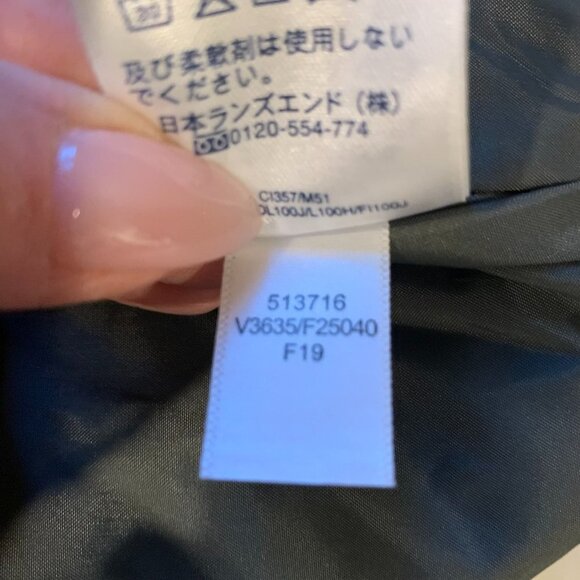 及び柔軟剤は使用しない
でください。
日本ランズエンド（株）
0120-554-774
CI357/M51
513716
V3635/F25040
F19